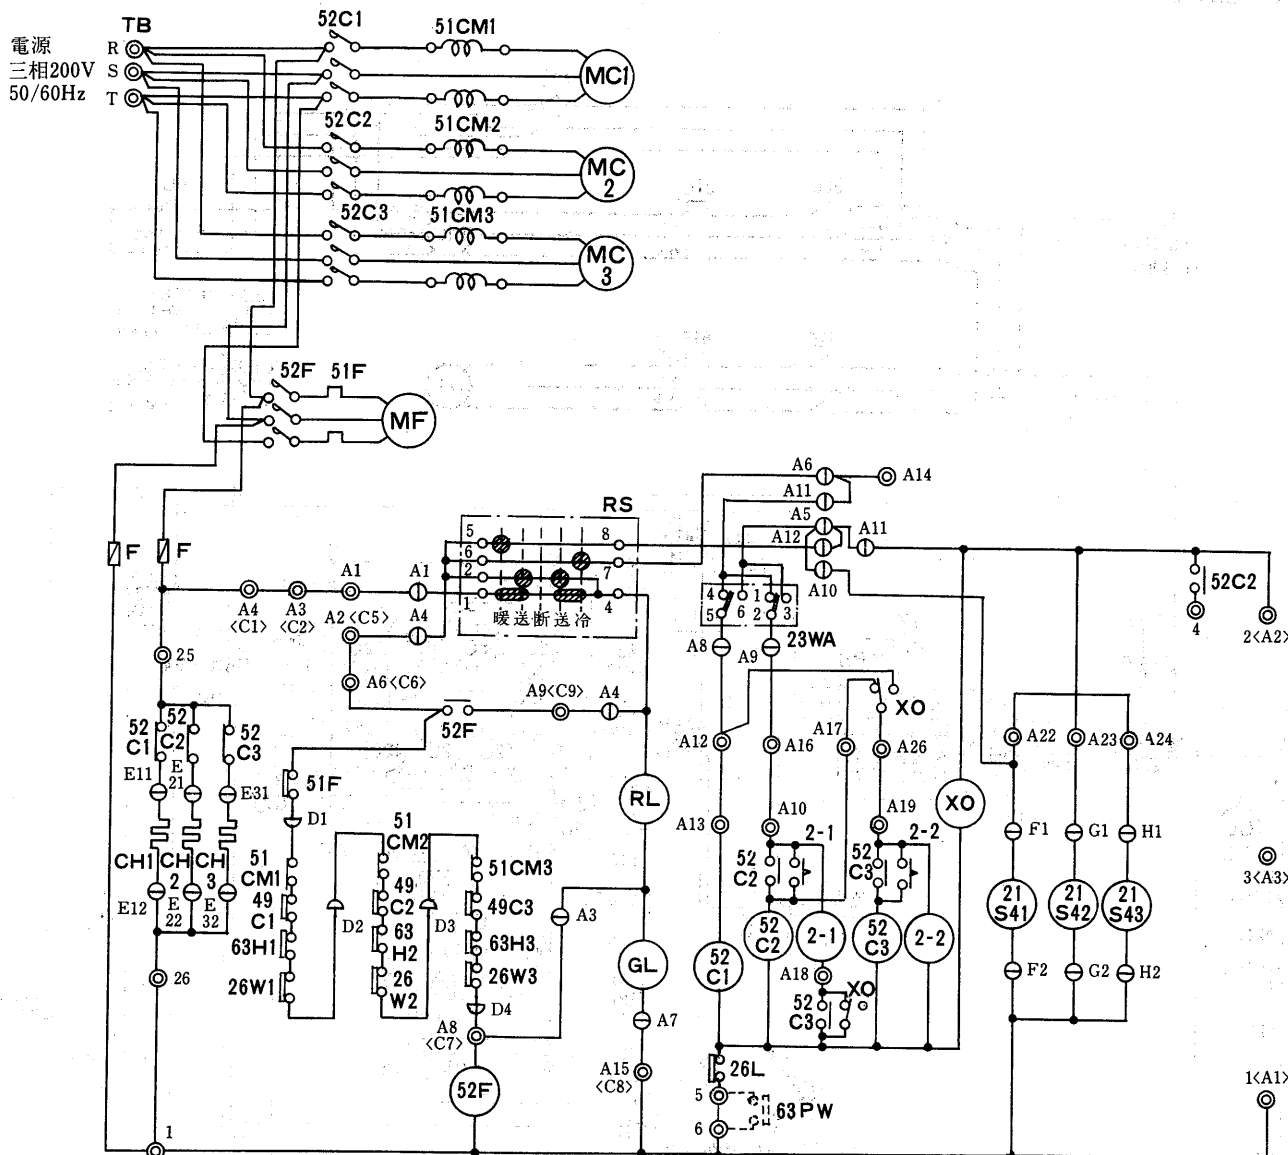 TB
52C1
51CM1
電源
三相200V
50/60Hz
R
S
T
MC1
52C2
51CM2
MC
2
52C3
51CM3
MC
3
52F
51F
MF
F
F
RS
5
6
2
1
8
7
4
暖送断送冷
A6
A14
A11
A5
A12
A11
A10
4
5
6
1
2
3
23WA
A8
A9
A4
<C1>
A3
<C2>
A1
A1
A2<C5>
A4
52C2
4
2<A2>
25
A6<C6>
A9<C9>
A4
52F
XO
52
C1
52
C2
52
C3
E11
E
21
E31
CH1
CH
2
CH
3
E12
E
22
E
32
26
51F
D1
51
CM1
49
C1
63H1
26W1
D2
51
CM2
49
C2
63
H2
26
W2
D3
51CM3
49C3
63H3
26W3
D4
A8
<C7>
52F
A3
RL
GL
A7
A15
<C8>
A12
A16
A17
A26
A13
A10
A19
2-1
2-2
52
C2
52
C3
52
C1
52
C2
2-1
52
C3
2-2
A18
52
C3
XO
XO
A22
A23
A24
F1
G1
H1
21
S41
21
S42
21
S43
F2
G2
H2
3<A3>
26L
5
63PW
6
1<A1>
1